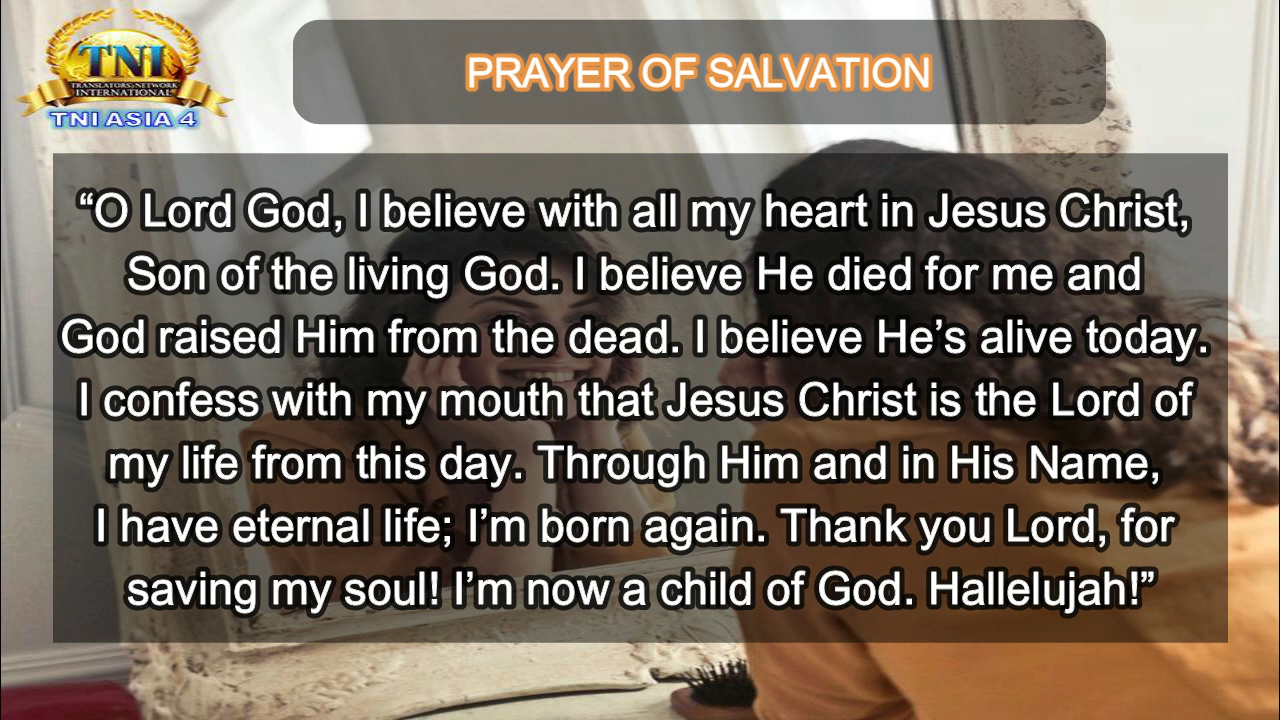 TNI
TRANSLATORS' NETWORK
INTERNATIONAL
TNI ASIA 4
PRAYER OF SALVATION
“O Lord God, I believe with all my heart in Jesus Christ,
Son of the living God. I believe He died for me and
God raised Him from the dead. I believe He’s alive today.
I confess with my mouth that Jesus Christ is the Lord of
my life from this day. Through Him and in His Name,
I have eternal life; I’m born again. Thank you Lord, for
saving my soul! I’m now a child of God. Hallelujah!”